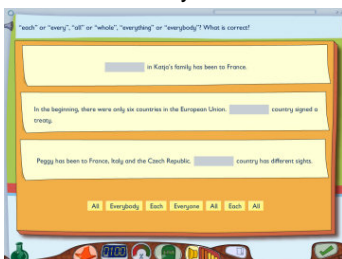 "each" or "every", "all" or "whole", "everything" or "everybody"? What is correct?
in Katja's family has been to France.
In the beginning, there were only six countries in the European Union. country signed a
treaty.
Peggy has been to France, Italy and the Czech Republic. country has different sights.
All Everybody Each Everyone All Each All
0100